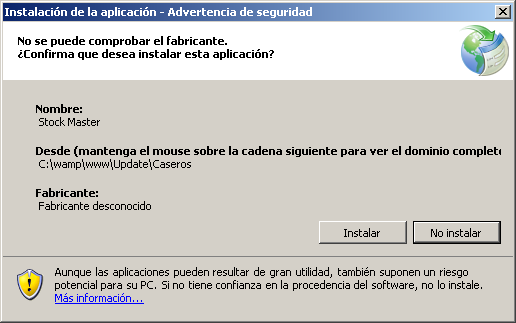 Instalación de la aplicación - Advertencia de seguridad
No se puede comprobar el fabricante.
¿Confirma que desea instalar esta aplicación?
Nombre:
Stock Master
Desde (mantenga el mouse sobre la cadena siguiente para ver el dominio complete
C:\wamp\www\Update\Caseros
Fabricante:
Fabricante desconocido
Instalar
No instalar
Aunque las aplicaciones pueden resultar de gran utilidad, también suponen un riesgo
potencial para su PC. Si no tiene confianza en la procedencia del software, no lo instale.
Más información...